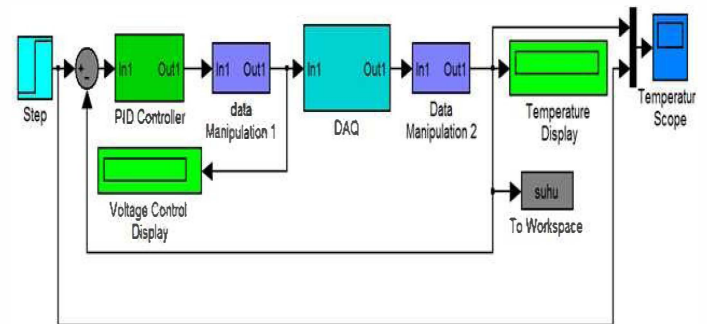 Step
In1 Out1
PID Controller
In1 Out1
data
Manipulation 1
In1 Out1
DAQ
In1 Out1
Data
Manipulation 2
Temperature
Display
Temperatur
Scope
Voltage Control
Display
suhu
To Workspace